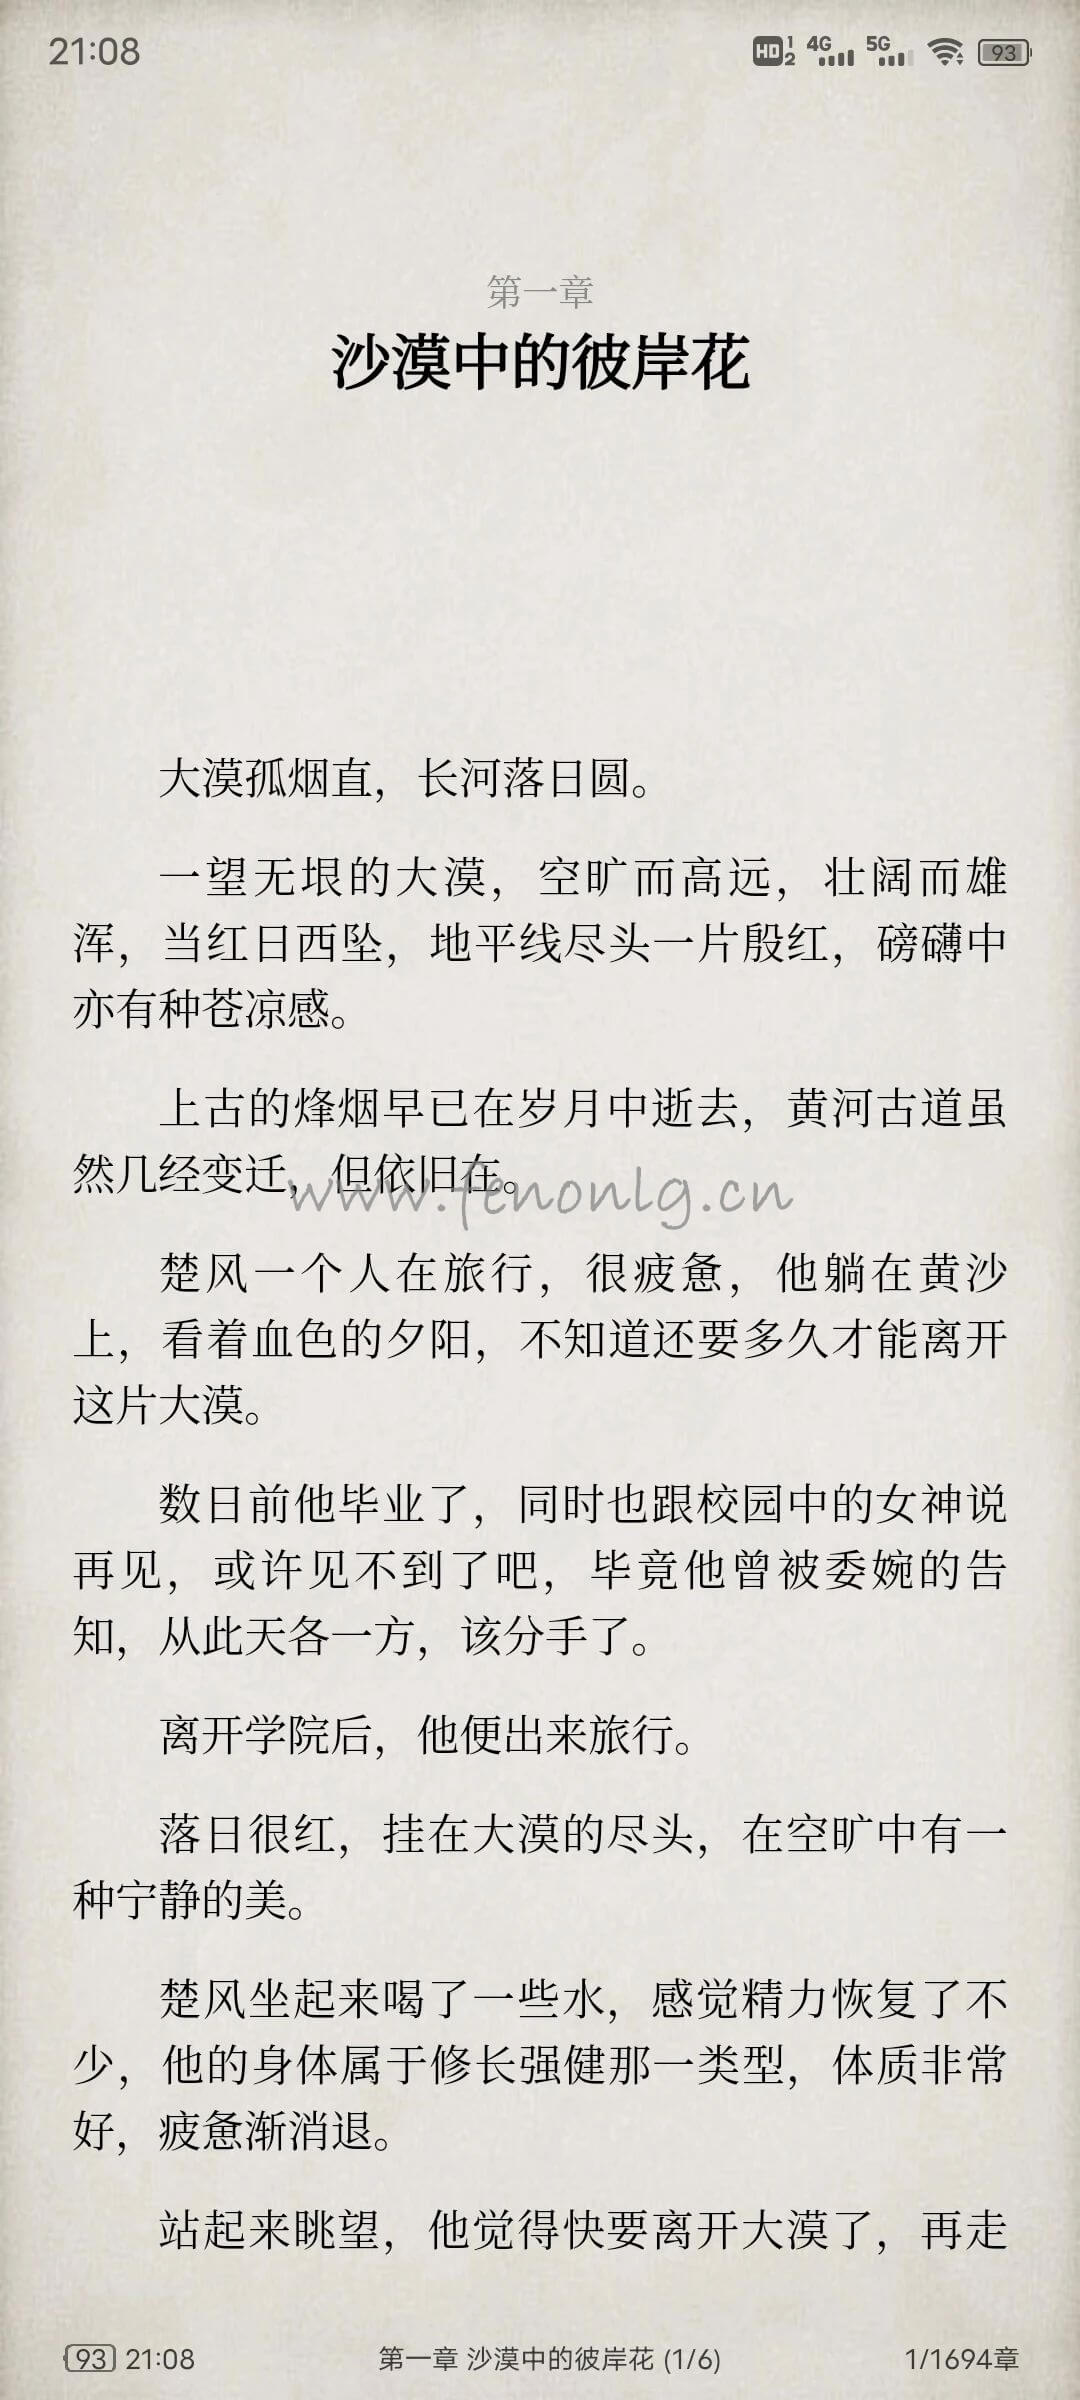 21:08
HD 1 2 4G 5G 93
第一章
沙漠中的彼岸花
大漠孤烟直，长河落日圆。
一望无垠的大漠，空旷而高远，壮阔而雄
浑，当红日西坠，地平线尽头一片殷红，磅礴中
亦有种苍凉感。
上古的烽烟早已在岁月中逝去，黄河古道虽
然几经变迁，但依旧在。
www.fenonlg.cn
楚风一个人在旅行，很疲惫，他躺在黄沙
上，看着血色的夕阳，不知道还要多久才能离开
这片大漠。
数日前他毕业了，同时也跟校园中的女神说
再见，或许见不到了吧，毕竟他曾被委婉的告
知，从此天各一方，该分手了。
离开学院后，他便出来旅行。
落日很红，挂在大漠的尽头，在空旷中有一
种宁静的美。
楚风坐起来喝了一些水，感觉精力恢复了不
少，他的身体属于修长强健那一类型，体质非常
好，疲惫渐消退。
站起来眺望，他觉得快要离开大漠了，再走
93 21:08 第一章 沙漠中的彼岸花 (1/6) 1/1694章